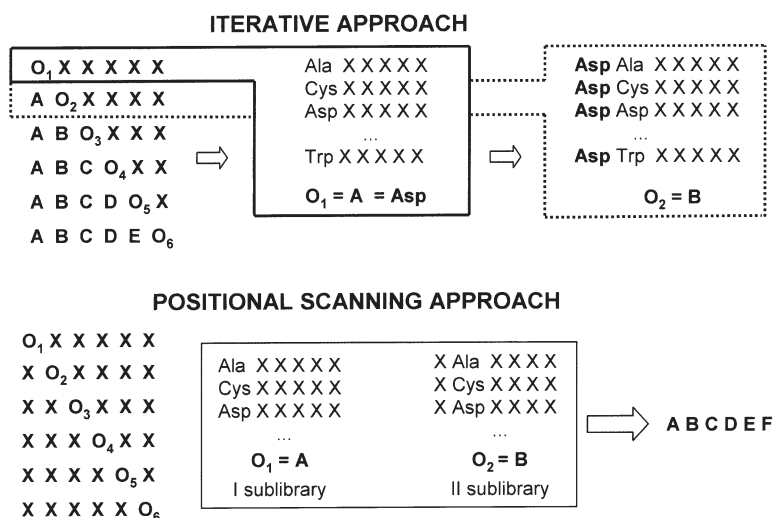 ITERATIVE APPROACH
O₁ X X X X X
A O₂ X X X X
A B O₃ X X X
A B C O₄ X X
A B C D O₅ X
A B C D E O₆
Ala X X X X X
Cys X X X X X
Asp X X X X X
...
Trp X X X X X
O₁ = A = Asp
Asp Ala X X X X X
Asp Cys X X X X X
Asp Asp X X X X X
...
Asp Trp X X X X X
O₂ = B
POSITIONAL SCANNING APPROACH
O₁ X X X X X
X O₂ X X X X
X X O₃ X X X
X X X O₄ X X
X X X X O₅ X
X X X X X O₆
Ala X X X X X
Cys X X X X X
Asp X X X X X
...
O₁ = A
I sublibrary
X Ala X X X X
X Cys X X X X
X Asp X X X X
...
O₂ = B
II sublibrary
A B C D E F